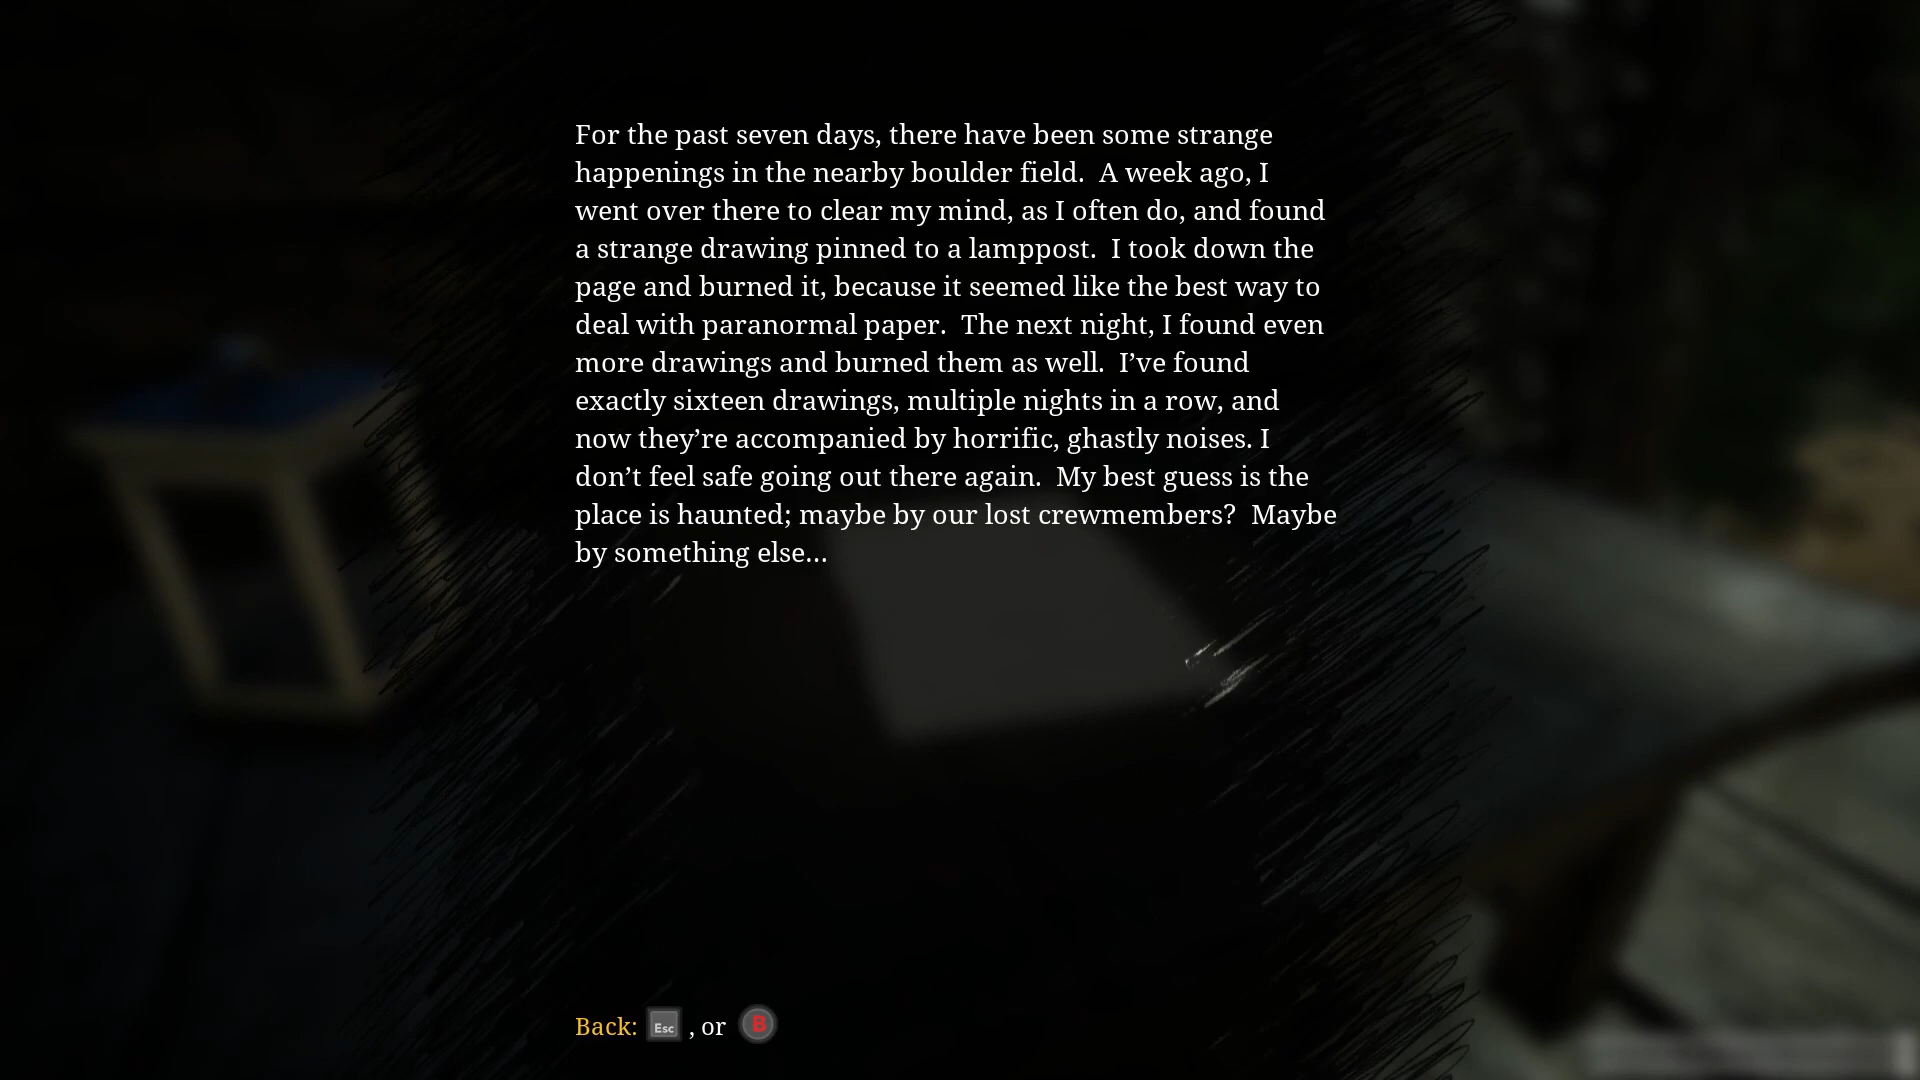 For the past seven days, there have been some strange
happenings in the nearby boulder field.  A week ago, I
went over there to clear my mind, as I often do, and found
a strange drawing pinned to a lamppost.  I took down the
page and burned it, because it seemed like the best way to
deal with paranormal paper.  The next night, I found even
more drawings and burned them as well.  I’ve found
exactly sixteen drawings, multiple nights in a row, and
now they’re accompanied by horrific, ghastly noises. I
don’t feel safe going out there again.  My best guess is the
place is haunted; maybe by our lost crewmembers?  Maybe
by something else…
Back: Esc , or B